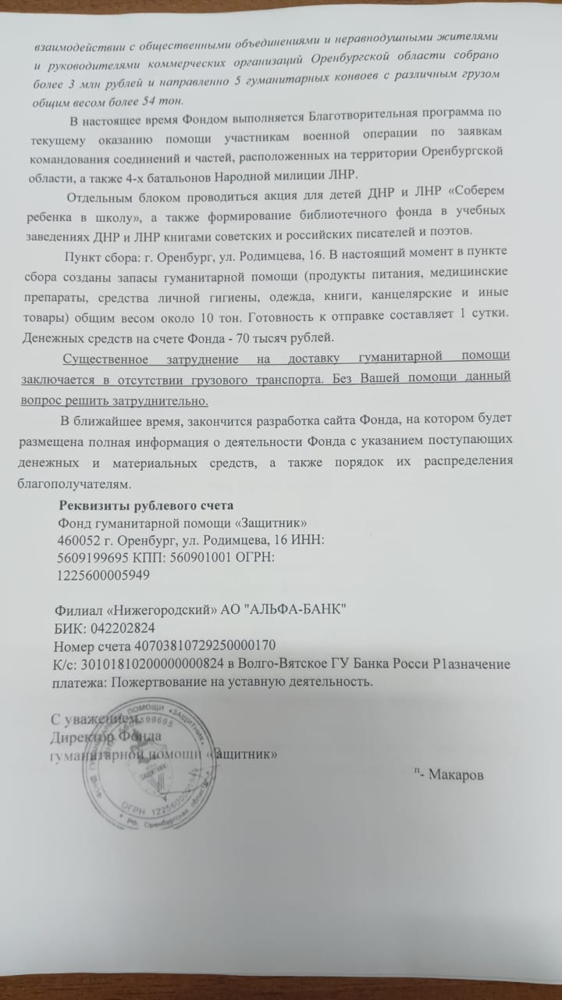 взаимодействии с общественными объединениями и неравнодушными жителями
и руководителями коммерческих организаций Оренбургской области собрано
более 3 млн рублей и направленно 5 гуманитарных конвоев с различным грузом
общим весом более 54 тон.
В настоящее время Фондом выполняется Благотворительная программа по
текущему оказанию помощи участникам военной операции по заявкам
командования соединений и частей, расположенных на территории Оренбургской
области, а также 4-х батальонов Народной милиции ЛНР.
Отдельным блоком проводиться акция для детей ДНР и ЛНР «Соберем
ребенка в школу», а также формирование библиотечного фонда в учебных
заведениях ДНР и ЛНР книгами советских и российских писателей и поэтов.
Пункт сбора: г. Оренбург, ул. Родимцева, 16. В настоящий момент в пункте
сбора созданы запасы гуманитарной помощи (продукты питания, медицинские
препараты, средства личной гигиены, одежда, книги, канцелярские и иные
товары) общим весом около 10 тон. Готовность к отправке составляет 1 сутки.
Денежных средств на счете Фонда - 70 тысяч рублей.
Существенное затруднение на доставку гуманитарной помощи
заключается в отсутствии грузового транспорта. Без Вашей помощи данный
вопрос решить затруднительно.
В ближайшее время, закончится разработка сайта Фонда, на котором будет
размещена полная информация о деятельности Фонда с указанием поступающих
денежных и материальных средств, а также порядок их распределения
благополучателям.
Реквизиты рублевого счета
Фонд гуманитарной помощи «Защитник»
460052 г. Оренбург, ул. Родимцева, 16 ИНН:
5609199695 КПП: 560901001 ОГРН:
1225600005949
Филиал «Нижегородский» АО "АЛЬФА-БАНК"
БИК: 042202824
Номер счета 40703810729250000170
К/с: 30101810200000000824 в Волго-Вятское ГУ Банка Росси Р1азначение
платежа: Пожертвование на уставную деятельность.
С уважением,
Директор Фонда
гуманитарной помощи «Защитник»
п- Макаров
ПОМОЩИ «ЗАЩИТНИК»
ЗАЩИТНИК
РФ, Оренбургская область